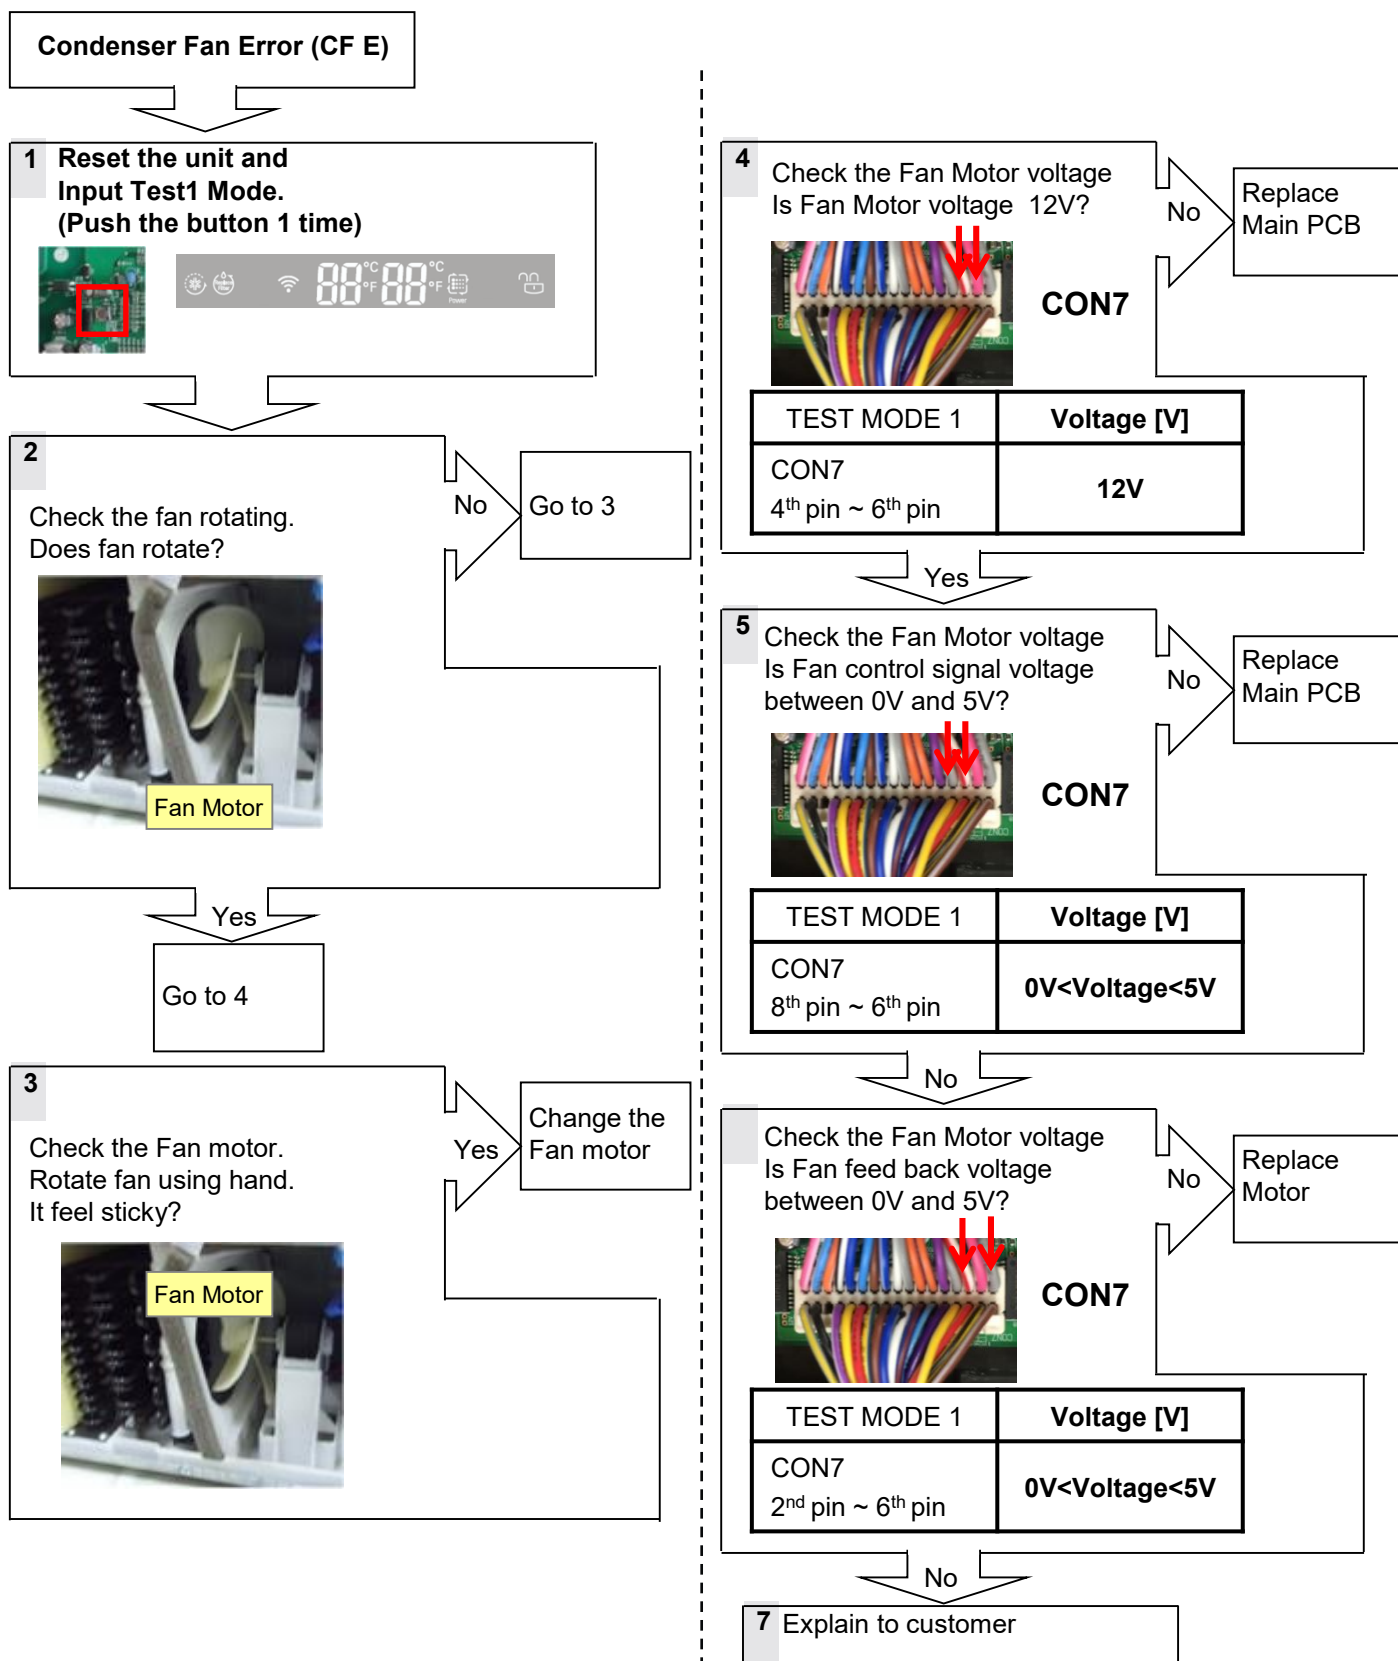 Condenser Fan Error (CF E)
1 Reset the unit and
Input Test1 Mode.
(Push the button 1 time)
88 °C °F 88 °C °F
Power
2
Check the fan rotating.
Does fan rotate?
No
Go to 3
Fan Motor
Yes
Go to 4
3
Check the Fan motor.
Rotate fan using hand.
It feel sticky?
Yes
Change the
Fan motor
Fan Motor
4
Check the Fan Motor voltage
Is Fan Motor voltage 12V?
No
Replace
Main PCB
CON7
TEST MODE 1 Voltage [V]
CON7
4th pin ~ 6th pin
12V
Yes
5
Check the Fan Motor voltage
Is Fan control signal voltage
between 0V and 5V?
No
Replace
Main PCB
CON7
TEST MODE 1 Voltage [V]
CON7
8th pin ~ 6th pin
0V<Voltage<5V
No
Check the Fan Motor voltage
Is Fan feed back voltage
between 0V and 5V?
No
Replace
Motor
CON7
TEST MODE 1 Voltage [V]
CON7
2nd pin ~ 6th pin
0V<Voltage<5V
No
7 Explain to customer